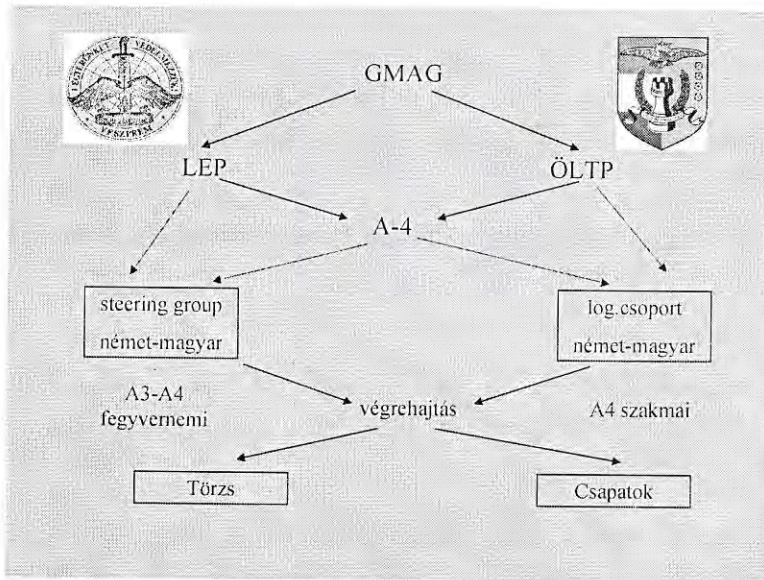 GMAG
VESZPRÉM
LEP
ÖLTP
A-4
steering group
német-magyar
log.csoport
német-magyar
A3-A4
fegyvernemi
végrehajtás
A4 szakmai
Törzs
Csapatok